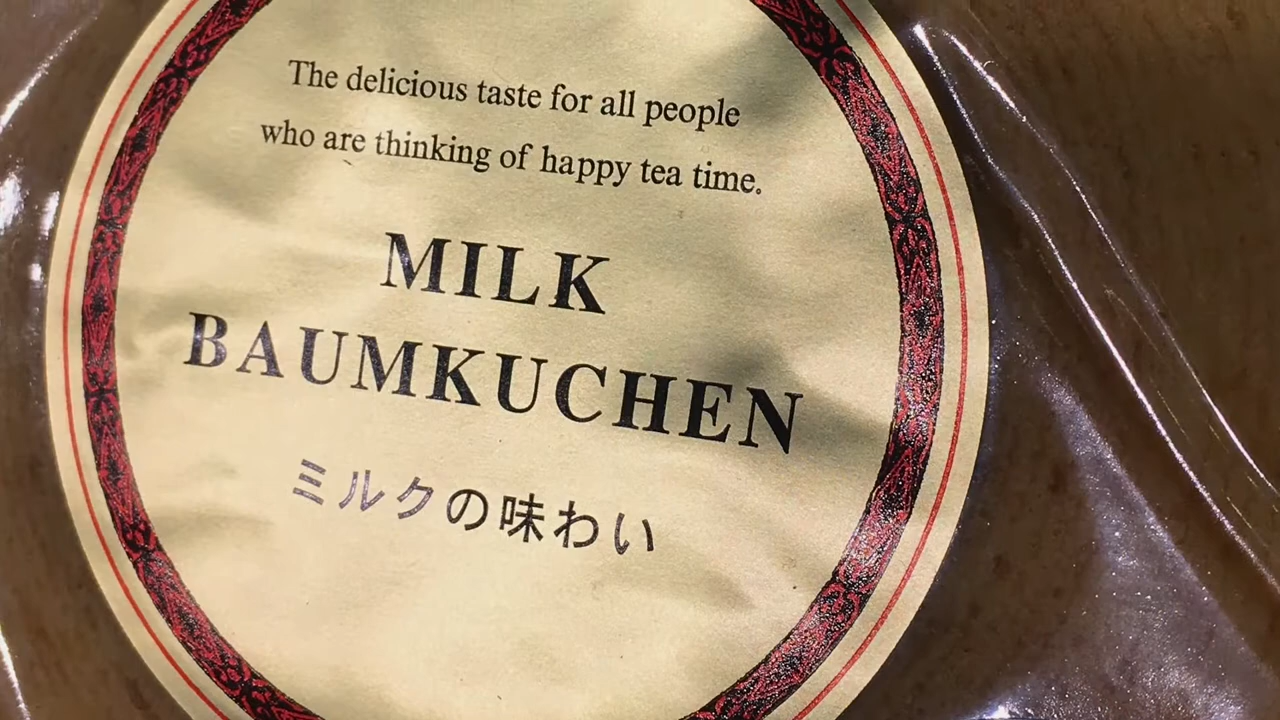 The delicious taste for all people
who are thinking of happy tea time.
MILK
BAUMKUCHEN
ミルクの味わい